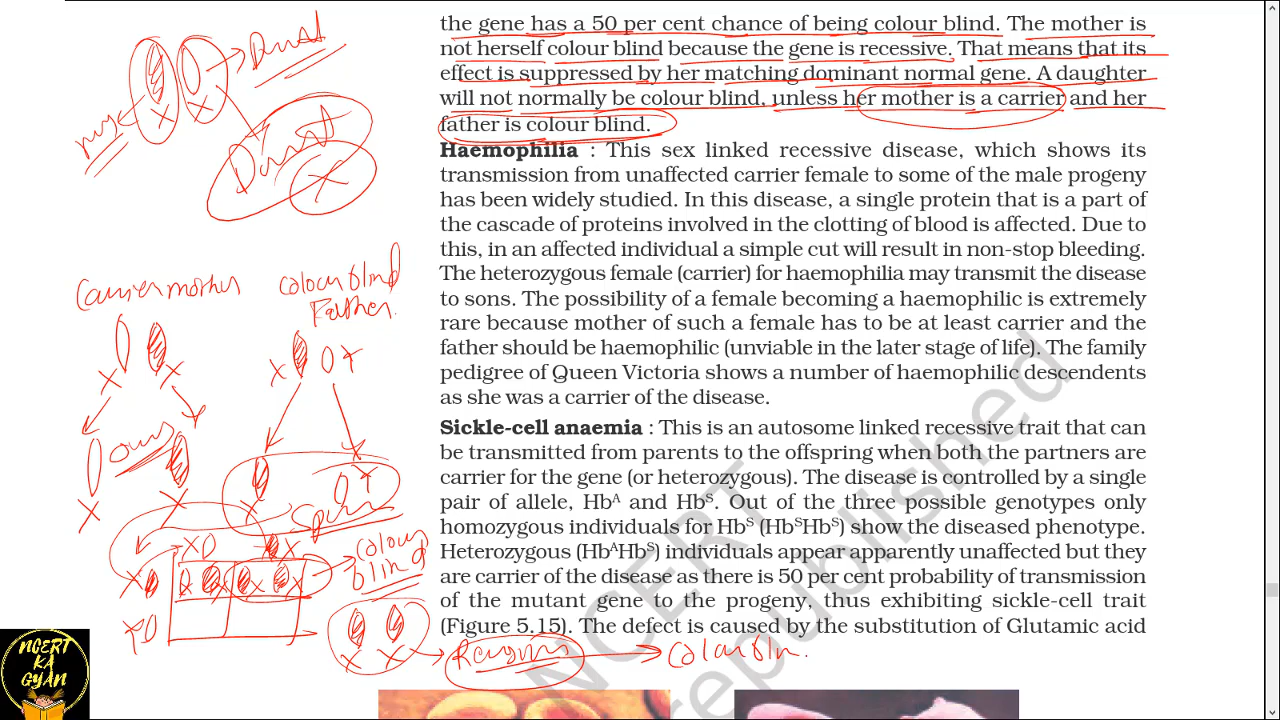 the gene has a 50 per cent chance of being colour blind. The mother is
not herself colour blind because the gene is recessive. That means that its
effect is suppressed by her matching dominant normal gene. A daughter
will not normally be colour blind, unless her mother is a carrier and her
father is colour blind.
Haemophilia : This sex linked recessive disease, which shows its
transmission from unaffected carrier female to some of the male progeny
has been widely studied. In this disease, a single protein that is a part of
the cascade of proteins involved in the clotting of blood is affected. Due to
this, in an affected individual a simple cut will result in non-stop bleeding.
The heterozygous female (carrier) for haemophilia may transmit the disease
to sons. The possibility of a female becoming a haemophilic is extremely
rare because mother of such a female has to be at least carrier and the
father should be haemophilic (unviable in the later stage of life). The family
pedigree of Queen Victoria shows a number of haemophilic descendents
as she was a carrier of the disease.
Sickle-cell anaemia : This is an autosome linked recessive trait that can
be transmitted from parents to the offspring when both the partners are
carrier for the gene (or heterozygous). The disease is controlled by a single
pair of allele, Hbᴬ and Hbˢ. Out of the three possible genotypes only
homozygous individuals for Hbˢ (HbˢHbˢ) show the diseased phenotype.
Heterozygous (HbᴬHbˢ) individuals appear apparently unaffected but they
are carrier of the disease as there is 50 per cent probability of transmission
of the mutant gene to the progeny, thus exhibiting sickle-cell trait
(Figure 5.15). The defect is caused by the substitution of Glutamic acid
X X
X
Carrier mother
colour blind
Father.
X X
X
X X
X
Sperm
colour
blind
X X
NCERT
republished
NCERT
KA
GYAN